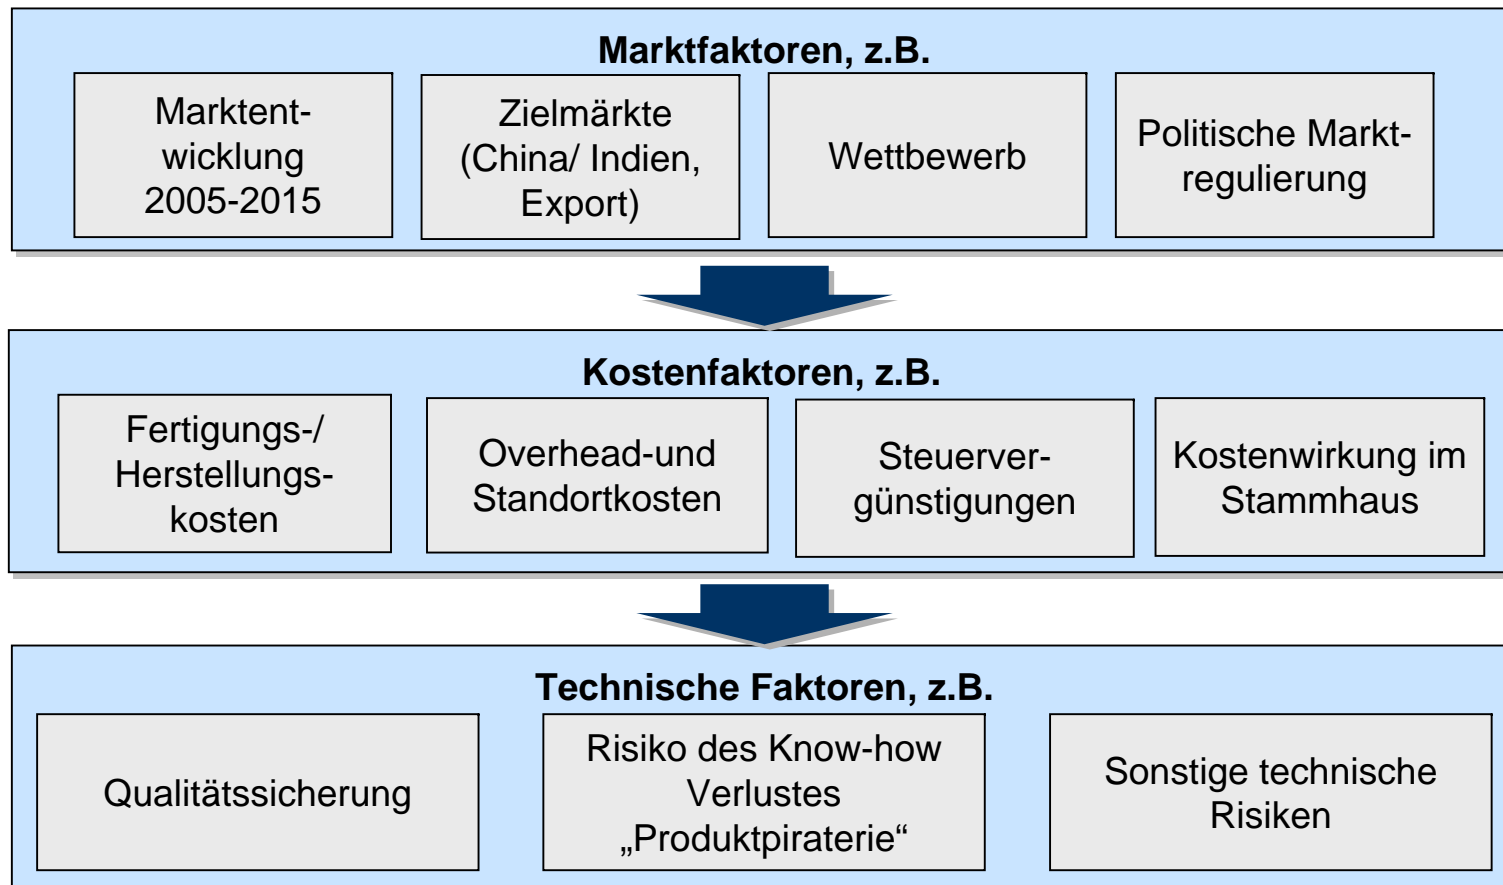 Marktfaktoren, z.B.
Marktent-
wicklung
2005-2015
Zielmärkte
(China/ Indien,
Export)
Wettbewerb
Politische Markt-
regulierung
Kostenfaktoren, z.B.
Fertigungs-/
Herstellungs-
kosten
Overhead-und
Standortkosten
Steuerver-
günstigungen
Kostenwirkung im
Stammhaus
Technische Faktoren, z.B.
Qualitätssicherung
Risiko des Know-how
Verlustes
„Produktpiraterie“
Sonstige technische
Risiken